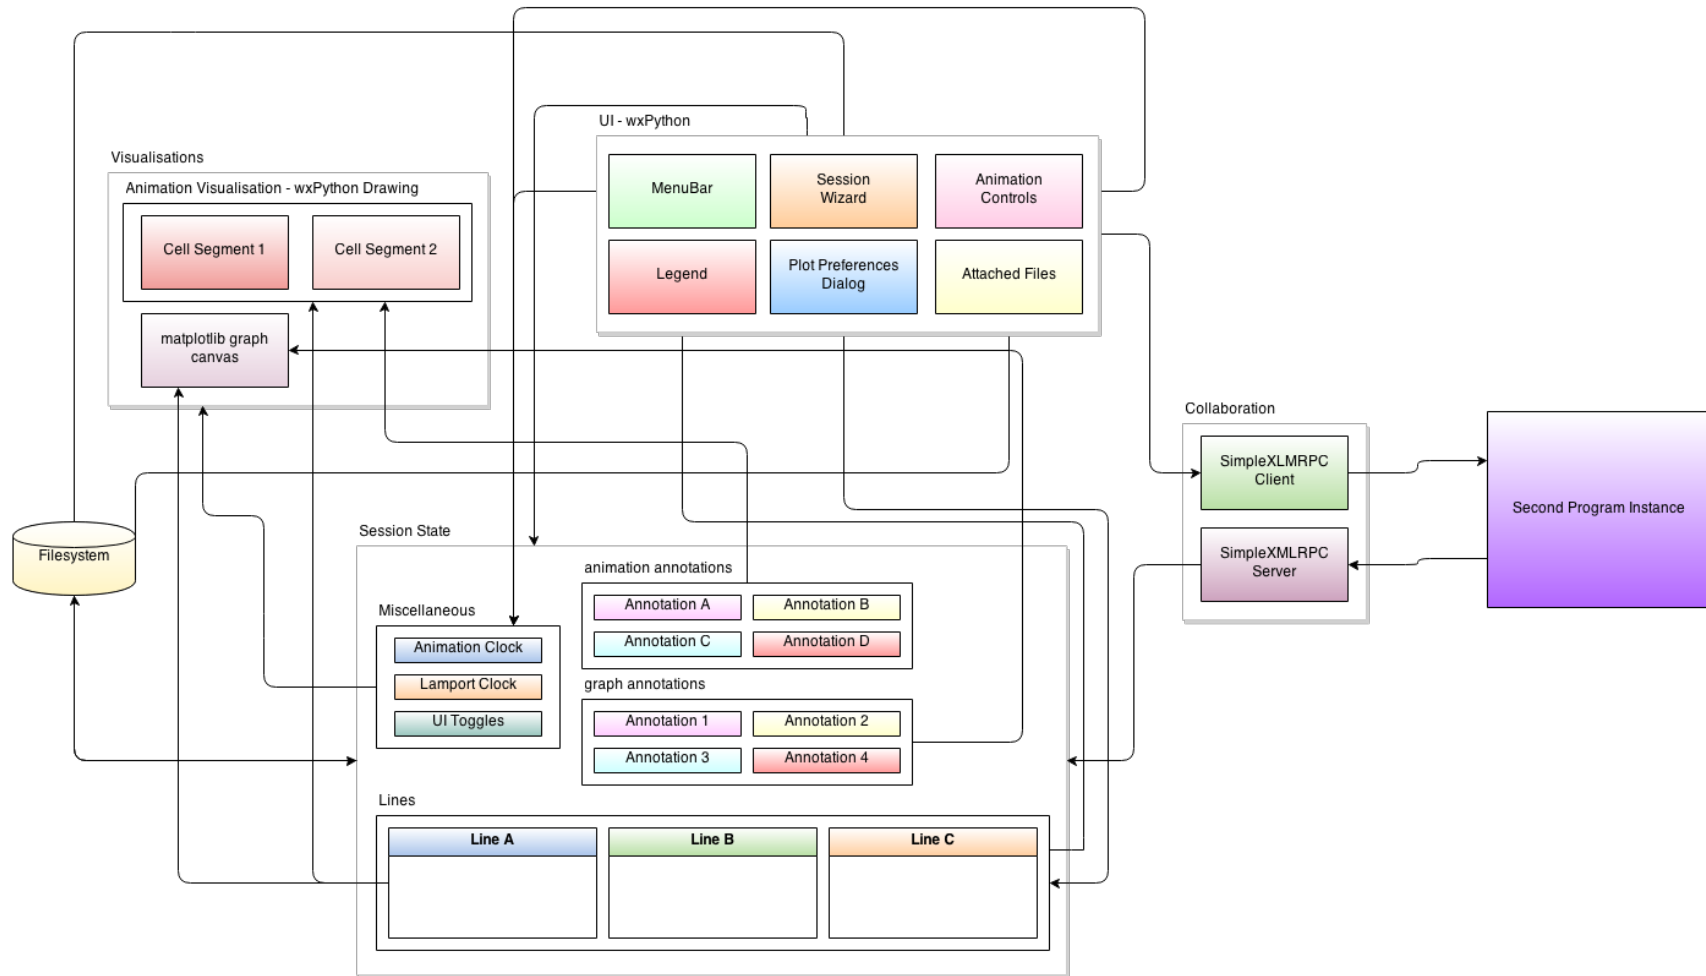 UI - wxPython
MenuBar
Session
Wizard
Animation
Controls
Legend
Plot Preferences
Dialog
Attached Files
Visualisations
Animation Visualisation - wxPython Drawing
Cell Segment 1
Cell Segment 2
matplotlib graph
canvas
Collaboration
SimpleXLMRPC
Client
SimpleXMLRPC
Server
Second Program Instance
Filesystem
Session State
Miscellaneous
Animation Clock
Lamport Clock
UI Toggles
animation annotations
Annotation A
Annotation B
Annotation C
Annotation D
graph annotations
Annotation 1
Annotation 2
Annotation 3
Annotation 4
Lines
Line A
Line B
Line C